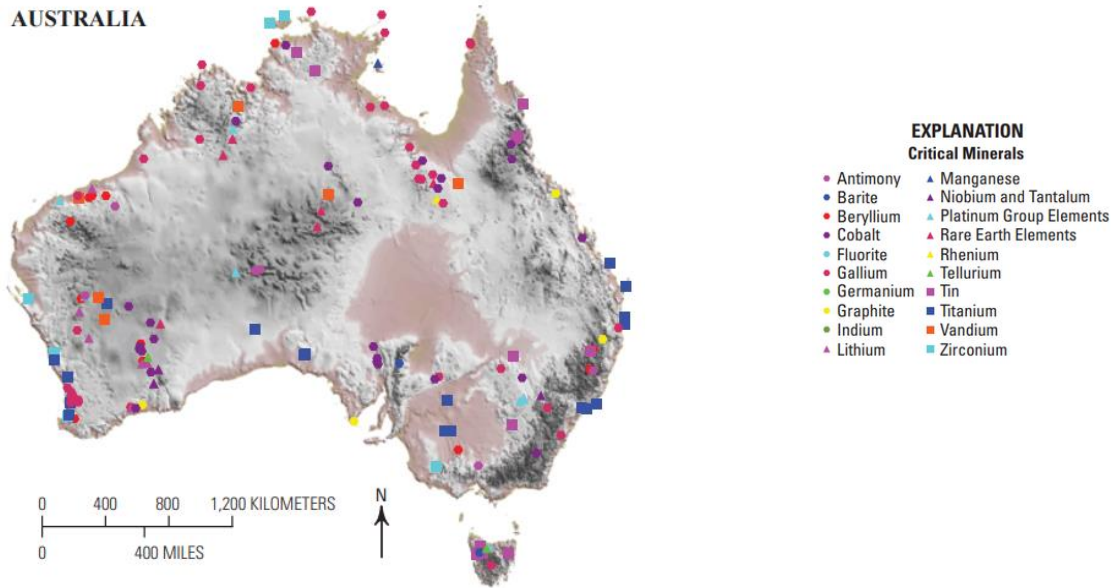 AUSTRALIA
EXPLANATION
Critical Minerals
Antimony
Barite
Beryllium
Cobalt
Fluorite
Gallium
Germanium
Graphite
Indium
Lithium
Manganese
Niobium and Tantalum
Platinum Group Elements
Rare Earth Elements
Rhenium
Tellurium
Tin
Titanium
Vandium
Zirconium
0 400 800 1,200 KILOMETERS
0 400 MILES
N